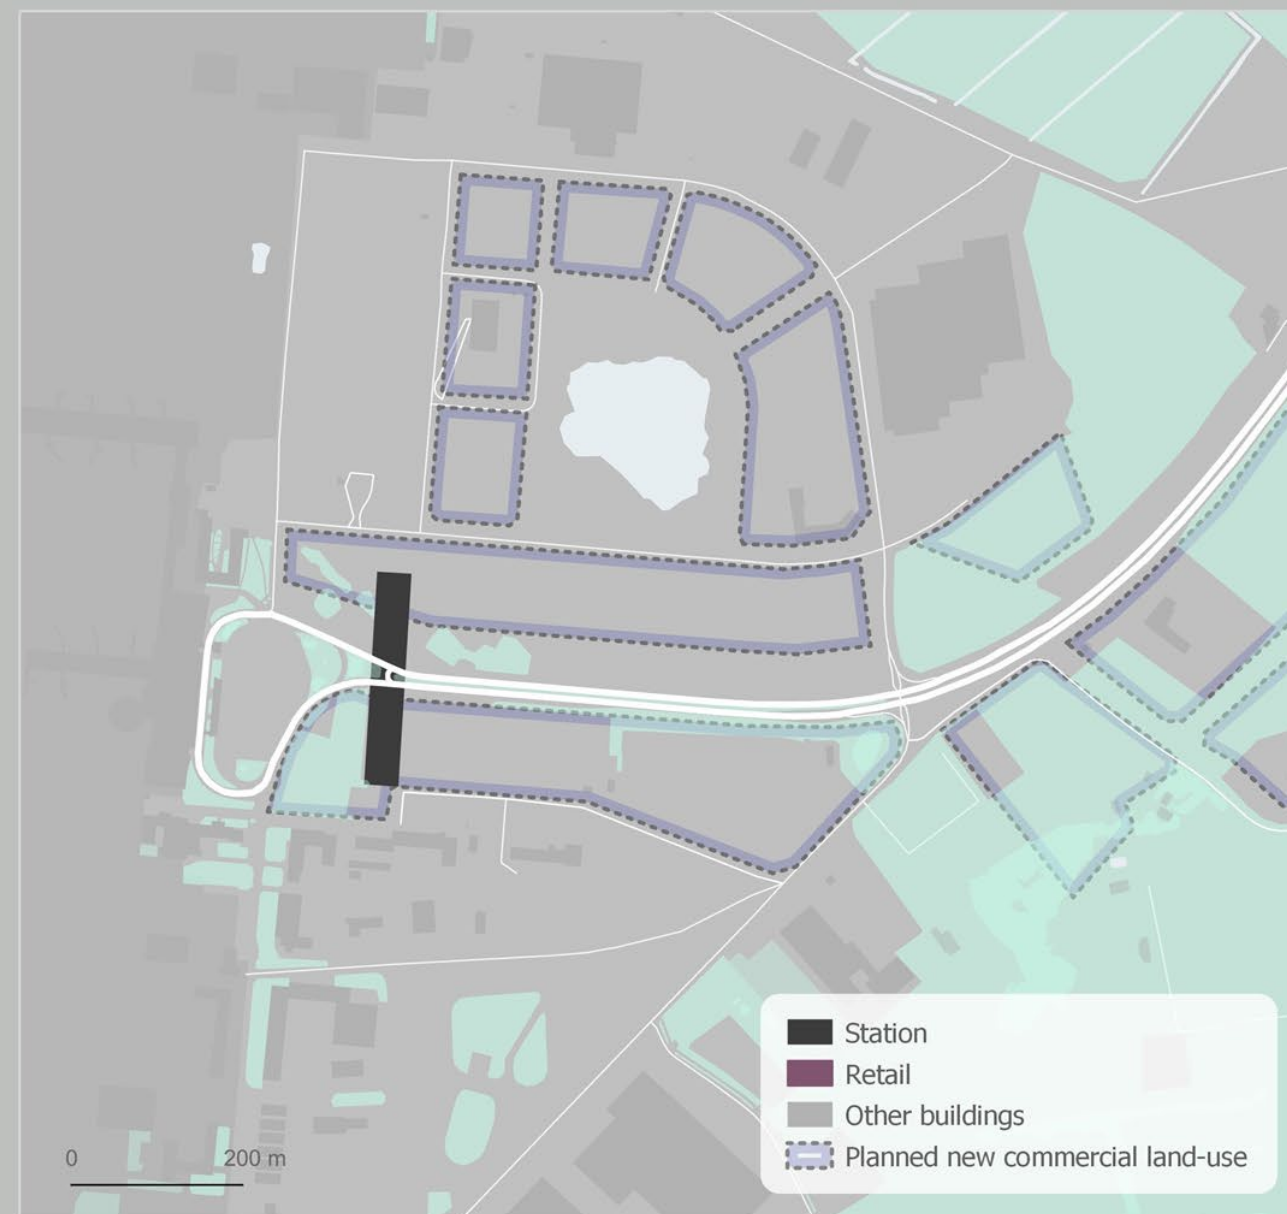 Station
Retail
Other buildings
Planned new commercial land-use
0 200 m